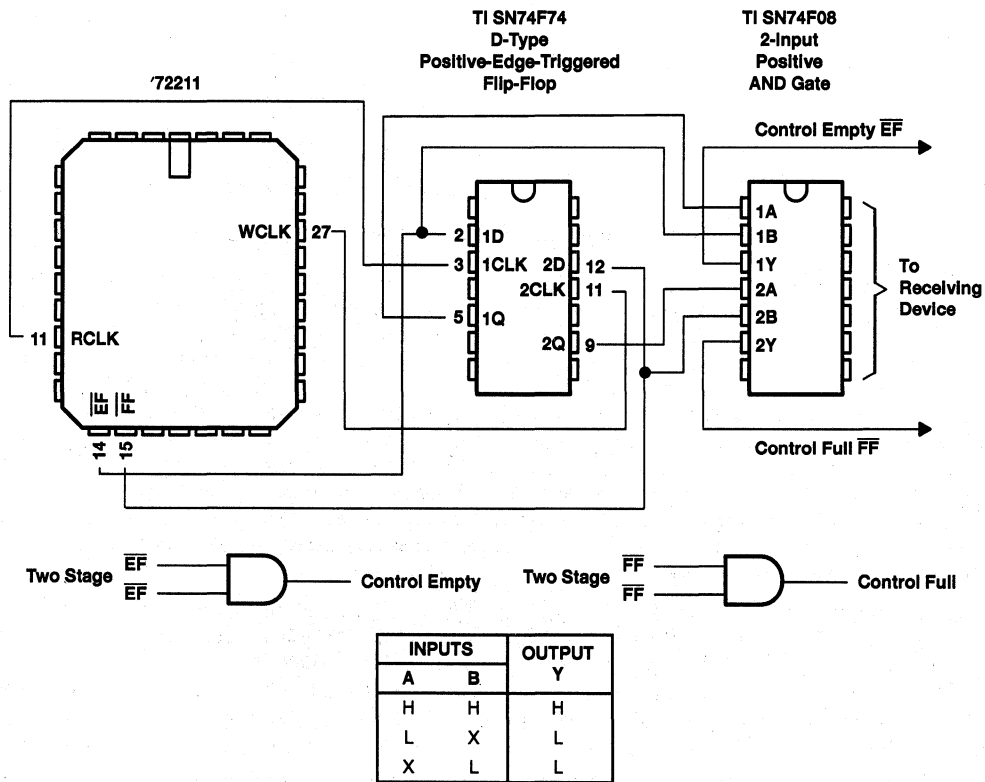 TI SN74F74
D-Type
Positive-Edge-Triggered
Flip-Flop
TI SN74F08
2-Input
Positive
AND Gate
'72211
Control Empty EF
1A
WCLK 27
2 1D
1B
3 1CLK 2D 12
1Y
2CLK 11
2A
To
Receiving
Device
11 RCLK
5 1Q
2B
2Q 9
2Y
EF FF
14 15
Control Full FF
Two Stage EF
EF
Control Empty
Two Stage FF
FF
Control Full
INPUTS OUTPUT
A B Y
H H H
L X L
X L L